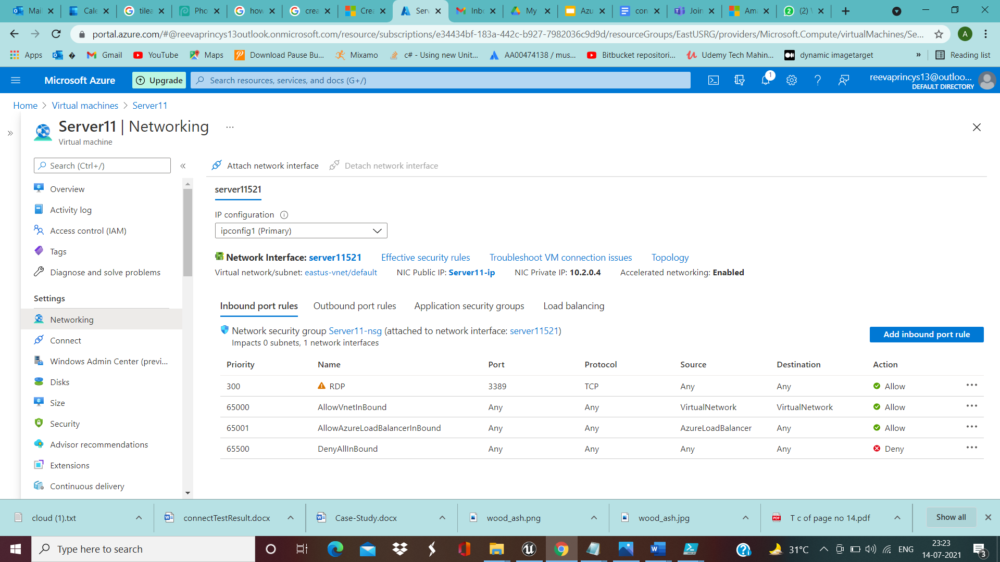 Mail
Cale
tilea
Pho
how
crea
Crea
Serv
Inbo
My
Azu
con
Join
Ama
(2) W
portal.azure.com/#@reevaprincys13outlook.onmicrosoft.com/resource/subscriptions/e34434bf-183a-442c-b927-7982036c9d9d/resourceGroups/EastUSRG/providers/Microsoft.Compute/virtualMachines/Se...
A
Apps
Gmail
YouTube
Maps
Download Pause Bu...
Mixamo
c# - Using new Unit...
AA00474138 / mus...
Bitbucket repositori...
Udemy Tech Mahin...
dynamic imagetarget
»
Reading list
Microsoft Azure
Upgrade
Search resources, services, and docs (G+/)
1
reevaprincys13@outloo...
DEFAULT DIRECTORY
Home > Virtual machines > Server11
Server11 | Networking ...
Virtual machine
Search (Ctrl+/)
«
Attach network interface
Detach network interface
Overview
Activity log
Access control (IAM)
Tags
Diagnose and solve problems
Settings
Networking
Connect
Windows Admin Center (previ...
Disks
Size
Security
Advisor recommendations
Extensions
Continuous delivery
server11521
IP configuration
ipconfig1 (Primary)
Network Interface: server11521 Effective security rules Troubleshoot VM connection issues Topology
Virtual network/subnet: eastus-vnet/default NIC Public IP: Server11-ip NIC Private IP: 10.2.0.4 Accelerated networking: Enabled
Inbound port rules Outbound port rules Application security groups Load balancing
Network security group Server11-nsg (attached to network interface: server11521)
Impacts 0 subnets, 1 network interfaces
Add inbound port rule
Priority Name Port Protocol Source Destination Action
300 RDP 3389 TCP Any Any Allow
65000 AllowVnetInBound Any Any VirtualNetwork VirtualNetwork Allow
65001 AllowAzureLoadBalancerInBound Any Any AzureLoadBalancer Any Allow
65500 DenyAllInBound Any Any Any Any Deny
cloud (1).txt
connectTestResult.docx
Case-Study.docx
wood_ash.png
wood_ash.jpg
T c of page no 14.pdf
Show all
Type here to search
31°C
ENG
23:23
14-07-2021
3